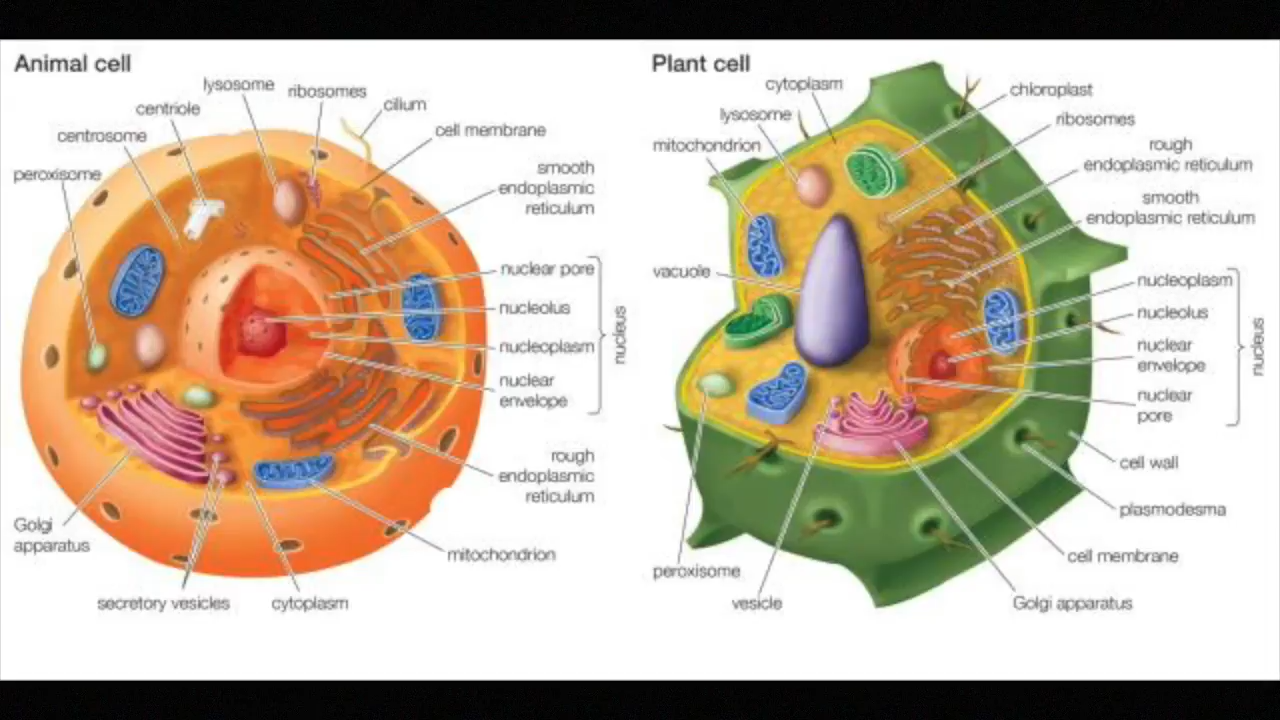 Animal cell
lysosome
ribosomes
centriole
cilium
centrosome
cell membrane
peroxisome
smooth
endoplasmic
reticulum
nuclear pore
nucleolus
nucleoplasm
nuclear
envelope
nucleus
rough
endoplasmic
reticulum
Golgi
apparatus
mitochondrion
secretory vesicles
cytoplasm
Plant cell
cytoplasm
chloroplast
lysosome
ribosomes
mitochondrion
rough
endoplasmic reticulum
smooth
endoplasmic reticulum
vacuole
nucleoplasm
nucleolus
nuclear
envelope
nuclear
pore
nucleus
cell wall
plasmodesma
cell membrane
peroxisome
vesicle
Golgi apparatus